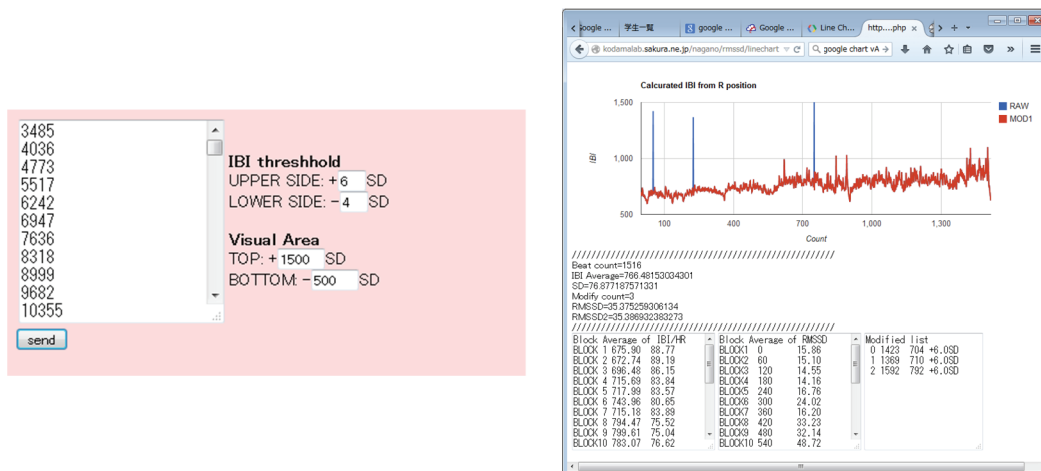 3485
4036
4773
5517
6242
6947
7636
8318
8999
9682
10355
send
IBI threshhold
UPPER SIDE: +6 SD
LOWER SIDE: -4 SD
Visual Area
TOP: +1500 SD
BOTTOM: -500 SD
google ...
学生一覧
google ...
Google ...
Line Ch...
http....php
kodamalab.sakura.ne.jp/nagano/rmssd/linechart
google chart vA
Calcurated IBI from R position
1,500
1,000
500
IBI
100
400
700
1,000
1,300
Count
RAW
MOD1
/////////////////////////////////////////////////////
Beat count=1516
IBI Average=766.48153034301
SD=76.877187571331
Modify count=3
RMSSD=35.375259306134
RMSSD2=35.386932383273
/////////////////////////////////////////////////////
Block Average of IBI/HR
BLOCK 1 675.90 88.77
BLOCK 2 672.74 89.19
BLOCK 3 696.48 86.15
BLOCK 4 715.69 83.84
BLOCK 5 717.99 83.57
BLOCK 6 743.96 80.65
BLOCK 7 715.18 83.89
BLOCK 8 794.47 75.52
BLOCK 9 799.61 75.04
BLOCK10 783.07 76.62
Block Average of RMSSD
BLOCK1 0 15.86
BLOCK2 60 15.10
BLOCK3 120 14.55
BLOCK4 180 14.16
BLOCK5 240 16.76
BLOCK6 300 24.02
BLOCK7 360 16.20
BLOCK8 420 33.23
BLOCK9 480 32.14
BLOCK10 540 48.72
Modified list
0 1423 704 +6.0SD
1 1369 710 +6.0SD
2 1592 792 +6.0SD